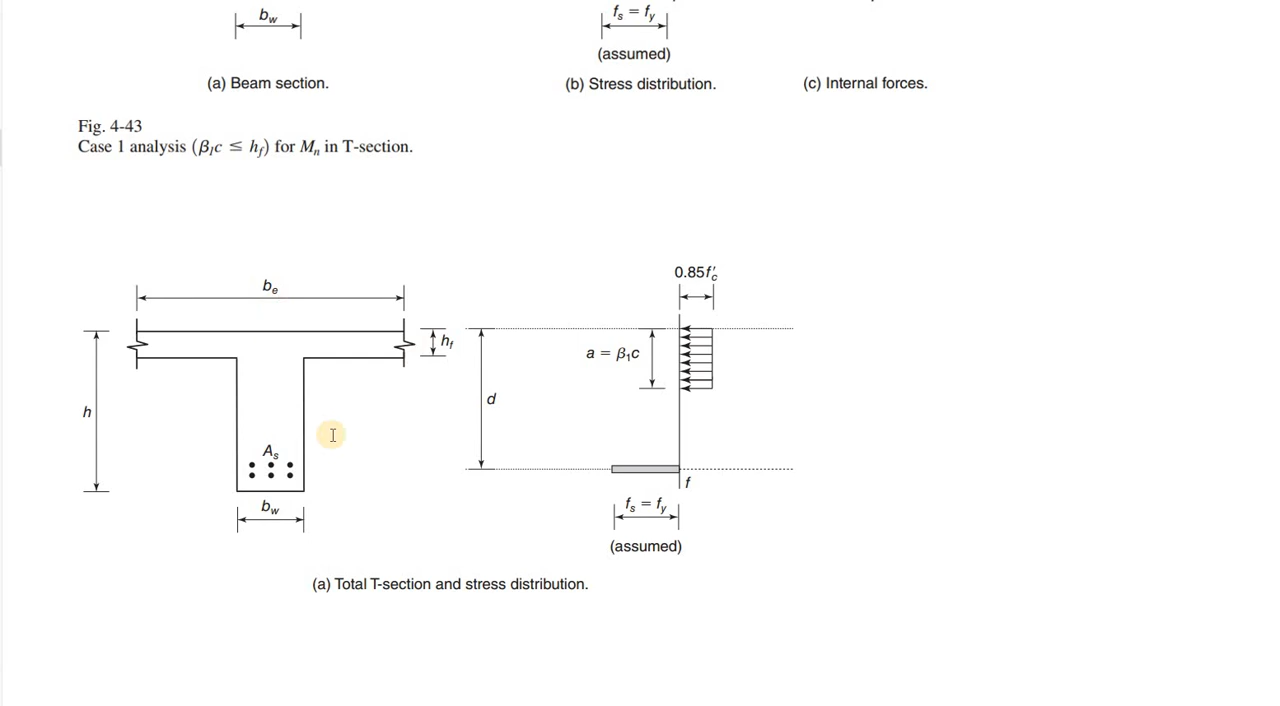 b_w
f_s = f_y
(assumed)
(a) Beam section.
(b) Stress distribution.
(c) Internal forces.
Fig. 4-43
Case 1 analysis (β₁c ≤ h_f) for M_n in T-section.
0.85f′_c
b_e
h_f
a = β₁c
d
h
A_s
f
b_w
f_s = f_y
(assumed)
(a) Total T-section and stress distribution.